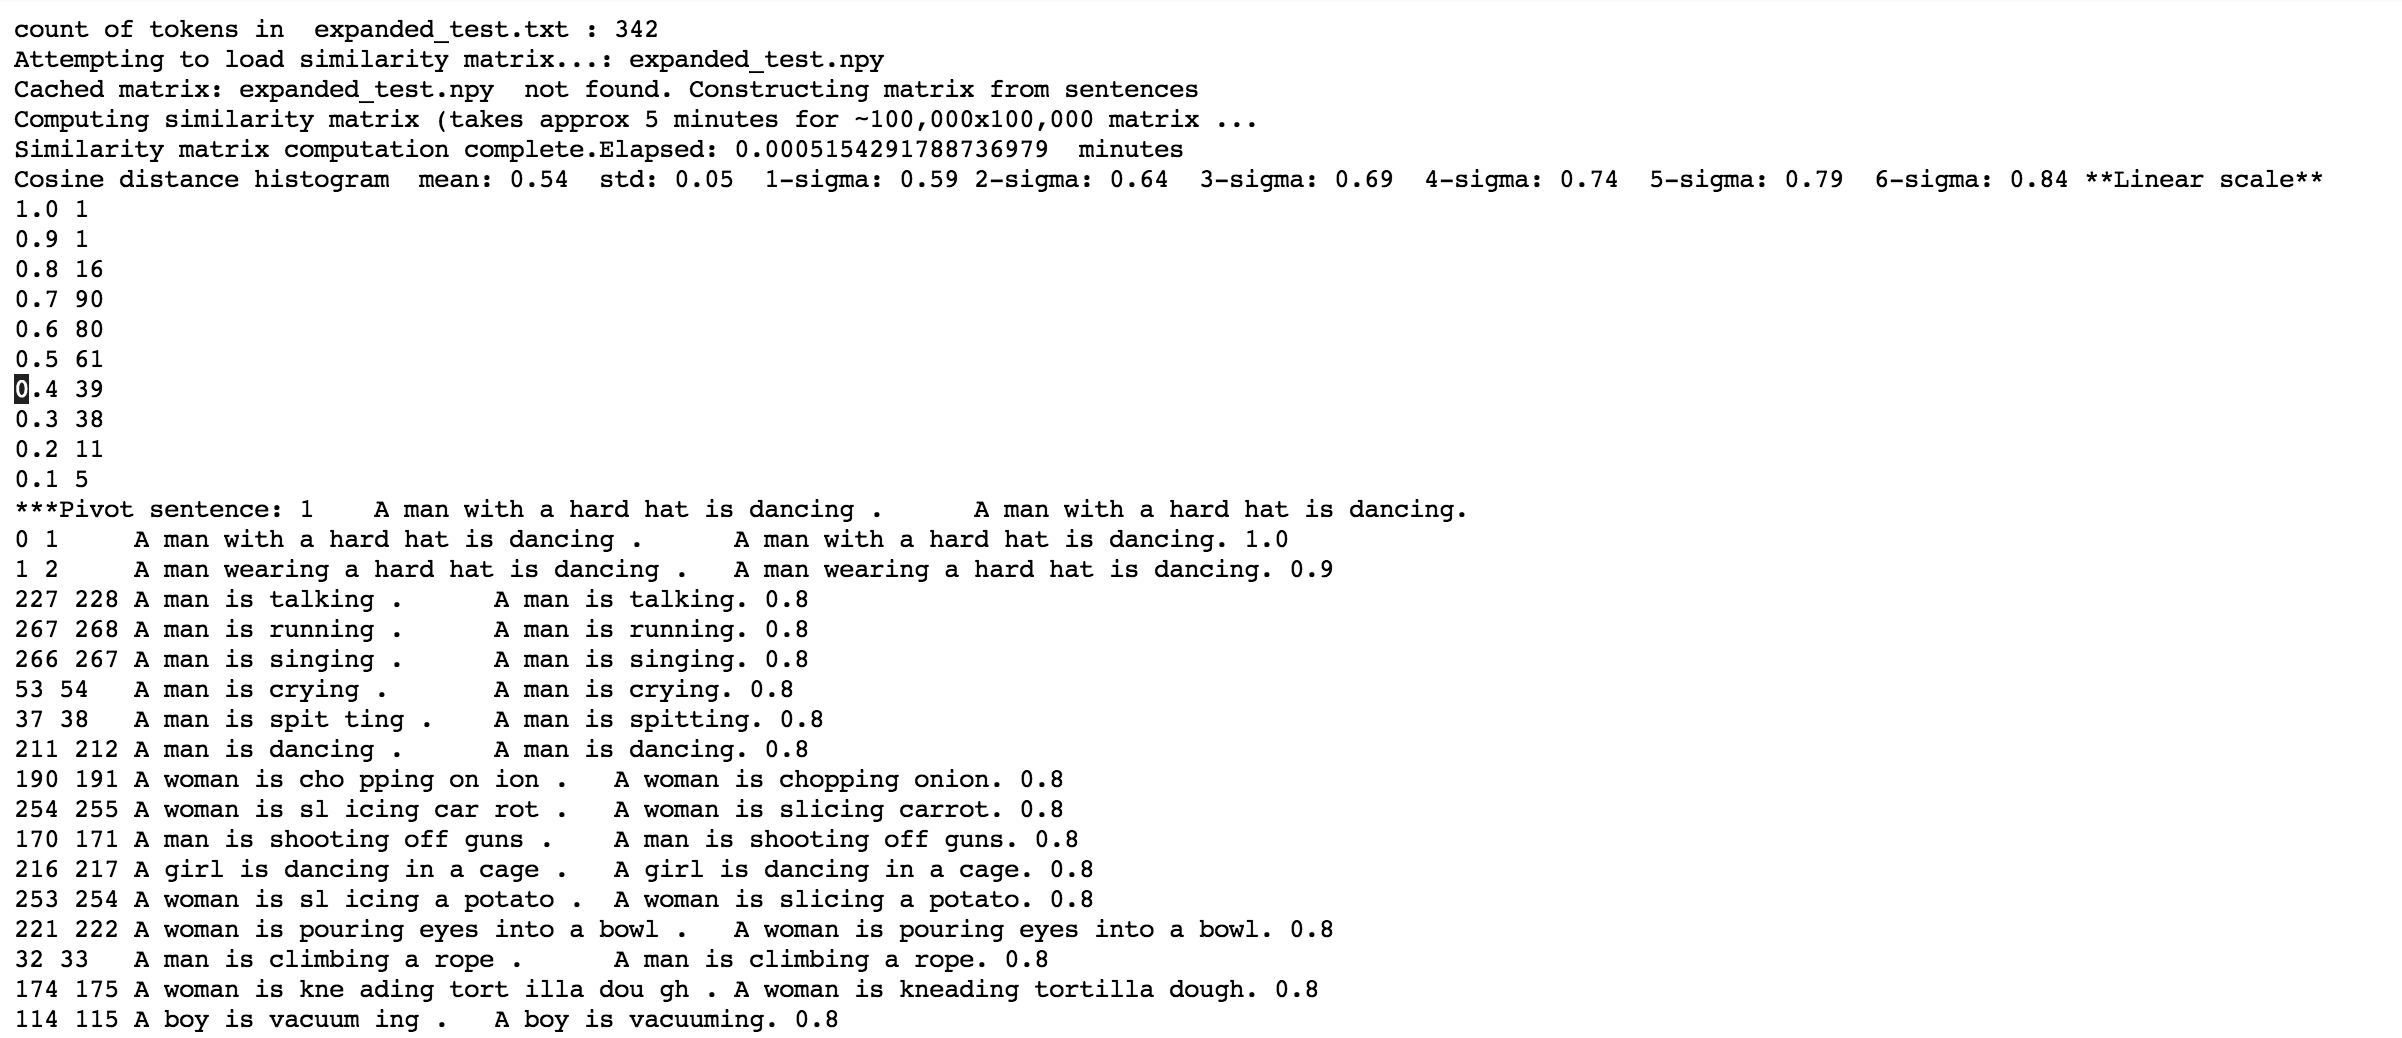 count of tokens in  expanded_test.txt : 342
Attempting to load similarity matrix...: expanded_test.npy
Cached matrix: expanded_test.npy  not found. Constructing matrix from sentences
Computing similarity matrix (takes approx 5 minutes for ~100,000x100,000 matrix ...
Similarity matrix computation complete.Elapsed: 0.0005154291788736979  minutes
Cosine distance histogram  mean: 0.54  std: 0.05  1-sigma: 0.59 2-sigma: 0.64  3-sigma: 0.69  4-sigma: 0.74  5-sigma: 0.79  6-sigma: 0.84 **Linear scale**
1.0 1
0.9 1
0.8 16
0.7 90
0.6 80
0.5 61
0.4 39
0.3 38
0.2 11
0.1 5
***Pivot sentence: 1    A man with a hard hat is dancing .      A man with a hard hat is dancing.
0 1     A man with a hard hat is dancing .      A man with a hard hat is dancing. 1.0
1 2     A man wearing a hard hat is dancing .   A man wearing a hard hat is dancing. 0.9
227 228 A man is talking .      A man is talking. 0.8
267 268 A man is running .      A man is running. 0.8
266 267 A man is singing .      A man is singing. 0.8
53 54   A man is crying .       A man is crying. 0.8
37 38   A man is spit ting .    A man is spitting. 0.8
211 212 A man is dancing .      A man is dancing. 0.8
190 191 A woman is cho pping on ion .   A woman is chopping onion. 0.8
254 255 A woman is sl icing car rot .   A woman is slicing carrot. 0.8
170 171 A man is shooting off guns .    A man is shooting off guns. 0.8
216 217 A girl is dancing in a cage .   A girl is dancing in a cage. 0.8
253 254 A woman is sl icing a potato .  A woman is slicing a potato. 0.8
221 222 A woman is pouring eyes into a bowl .   A woman is pouring eyes into a bowl. 0.8
32 33   A man is climbing a rope .      A man is climbing a rope. 0.8
174 175 A woman is kne ading tort illa dou gh . A woman is kneading tortilla dough. 0.8
114 115 A boy is vacuum ing .   A boy is vacuuming. 0.8